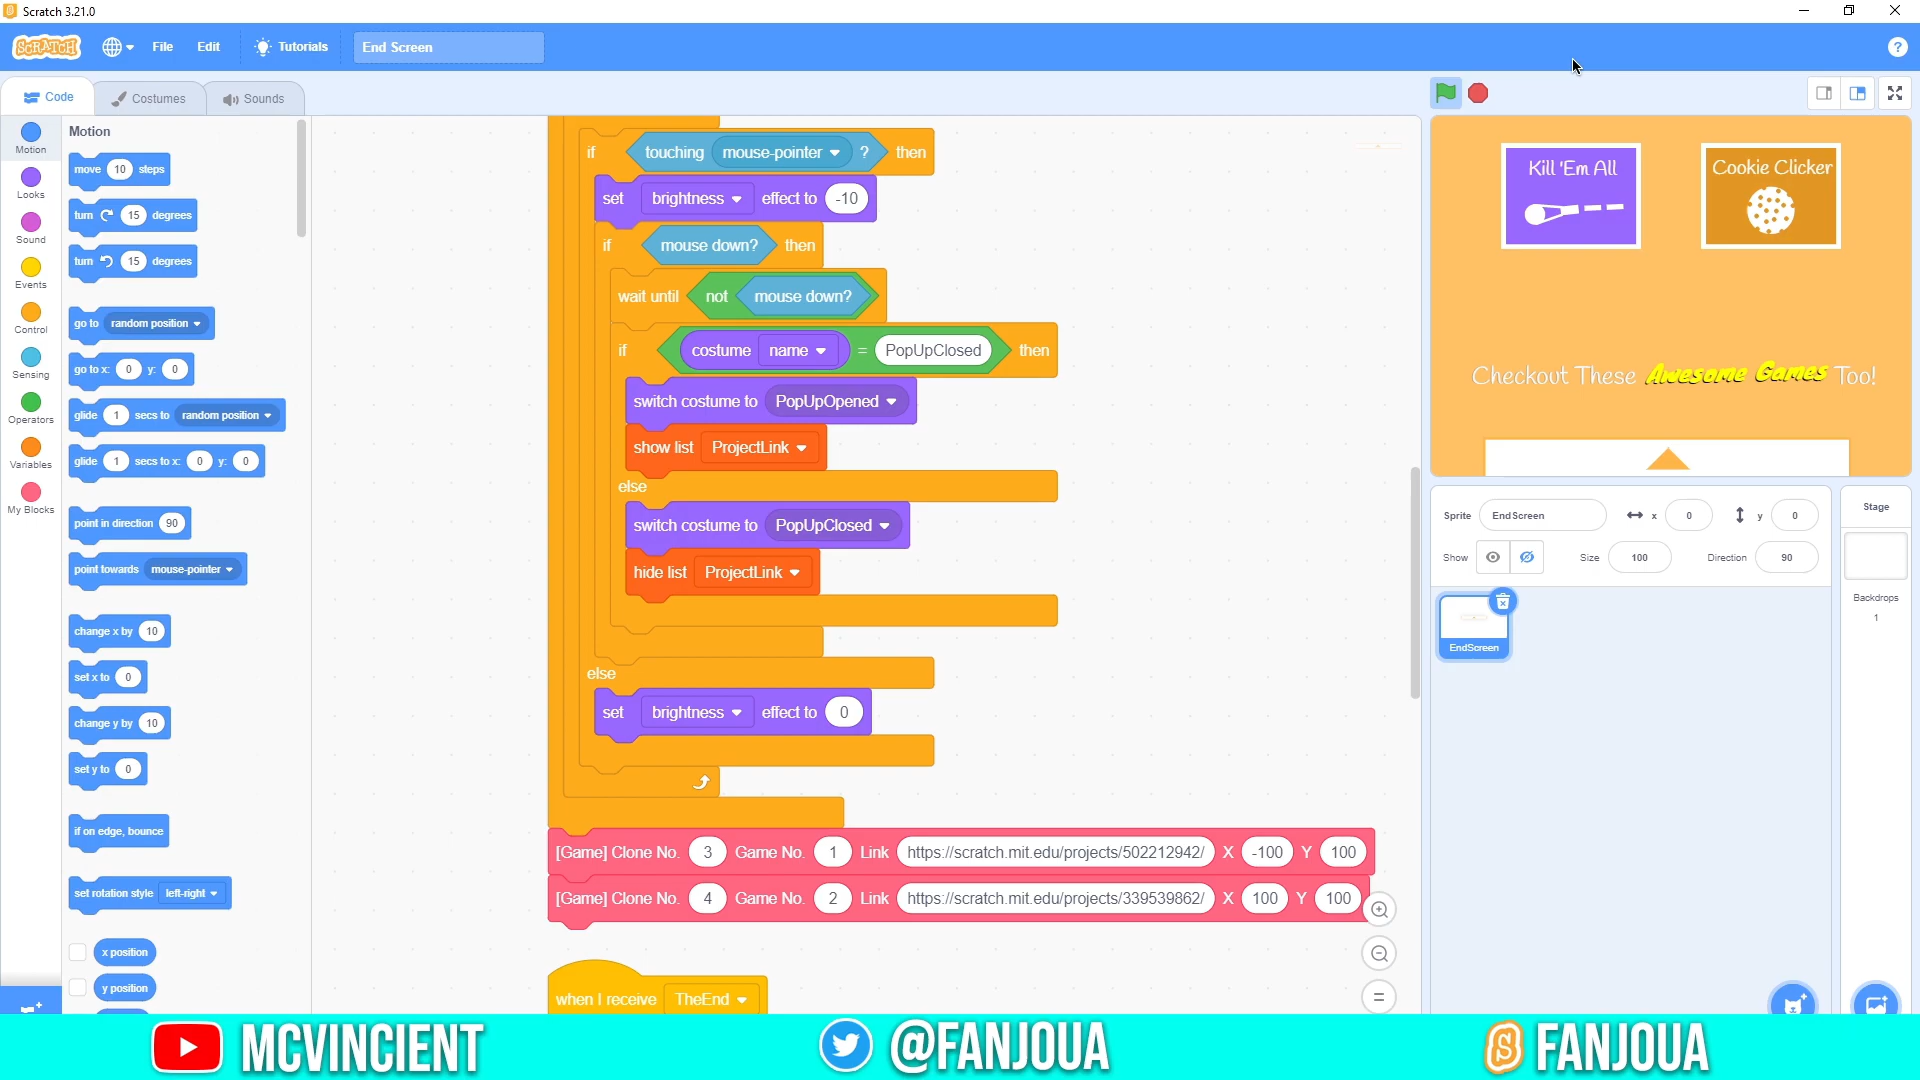 Scratch 3.21.0
SCRATCH File Edit Tutorials End Screen ?
Code Costumes Sounds
Motion
Looks
Sound
Events
Control
Sensing
Operators
Variables
My Blocks
Motion
move 10 steps
turn 15 degrees
turn 15 degrees
go to random position
go to x: 0 y: 0
glide 1 secs to random position
glide 1 secs to x: 0 y: 0
point in direction 90
point towards mouse-pointer
change x by 10
set x to 0
change y by 10
set y to 0
if on edge, bounce
set rotation style left-right
x position
y position
if touching mouse-pointer ? then
set brightness effect to -10
if mouse down? then
wait until not mouse down?
if costume name = PopUpClosed then
switch costume to PopUpOpened
show list ProjectLink
else
switch costume to PopUpClosed
hide list ProjectLink
else
set brightness effect to 0
[Game] Clone No. 3 Game No. 1 Link https://scratch.mit.edu/projects/502212942/ X -100 Y 100
[Game] Clone No. 4 Game No. 2 Link https://scratch.mit.edu/projects/339539862/ X 100 Y 100
when I receive TheEnd
Kill 'Em All
Cookie Clicker
Checkout These Awesome Games Too!
Sprite EndScreen x 0 y 0
Show Size 100 Direction 90
EndScreen
Stage
Backdrops
1
MCVINCIENT @FANJOUA FANJOUA